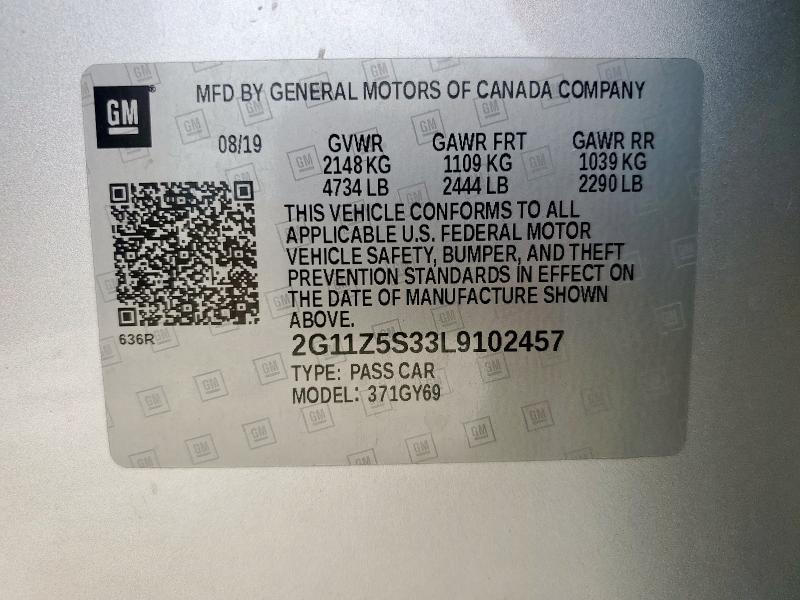 GM
MFD BY GENERAL MOTORS OF CANADA COMPANY
08/19
GVWR GAWR FRT GAWR RR
2148 KG 1109 KG 1039 KG
4734 LB 2444 LB 2290 LB
THIS VEHICLE CONFORMS TO ALL
APPLICABLE U.S. FEDERAL MOTOR
VEHICLE SAFETY, BUMPER, AND THEFT
PREVENTION STANDARDS IN EFFECT ON
THE DATE OF MANUFACTURE SHOWN
ABOVE.
636R
2G11Z5S33L9102457
TYPE: PASS CAR
MODEL: 371GY69